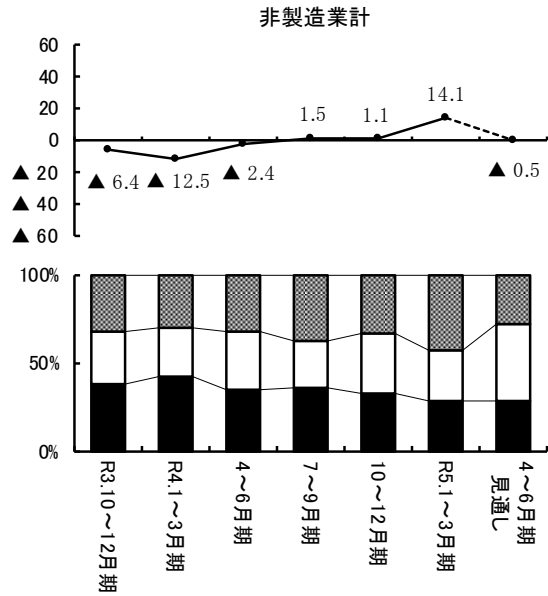 非製造業計
60
40
20
0
▲ 20
▲ 40
▲ 60
▲ 6.4
▲ 12.5
▲ 2.4
1.5
1.1
14.1
▲ 0.5
100%
50%
0%
R3.10～12月期
R4.1～3月期
4～6月期
7～9月期
10～12月期
R5.1～3月期
4～6月期
見通し